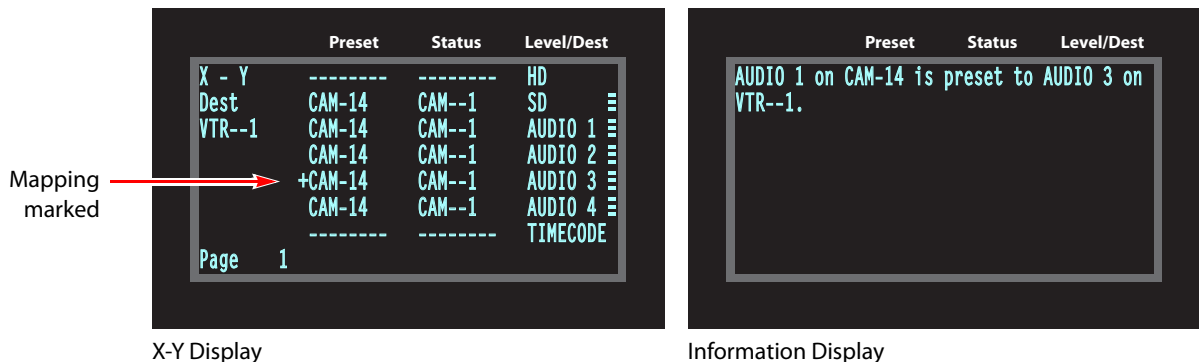 Preset Status Level/Dest
X - Y -------- -------- HD
Dest CAM-14 CAM--1 SD
VTR--1 CAM-14 CAM--1 AUDIO 1
CAM-14 CAM--1 AUDIO 2
+CAM-14 CAM--1 AUDIO 3
CAM-14 CAM--1 AUDIO 4
-------- -------- TIMECODE
Page 1
Mapping
marked
X-Y Display
Preset Status Level/Dest
AUDIO 1 on CAM-14 is preset to AUDIO 3 on
VTR--1.
Information Display